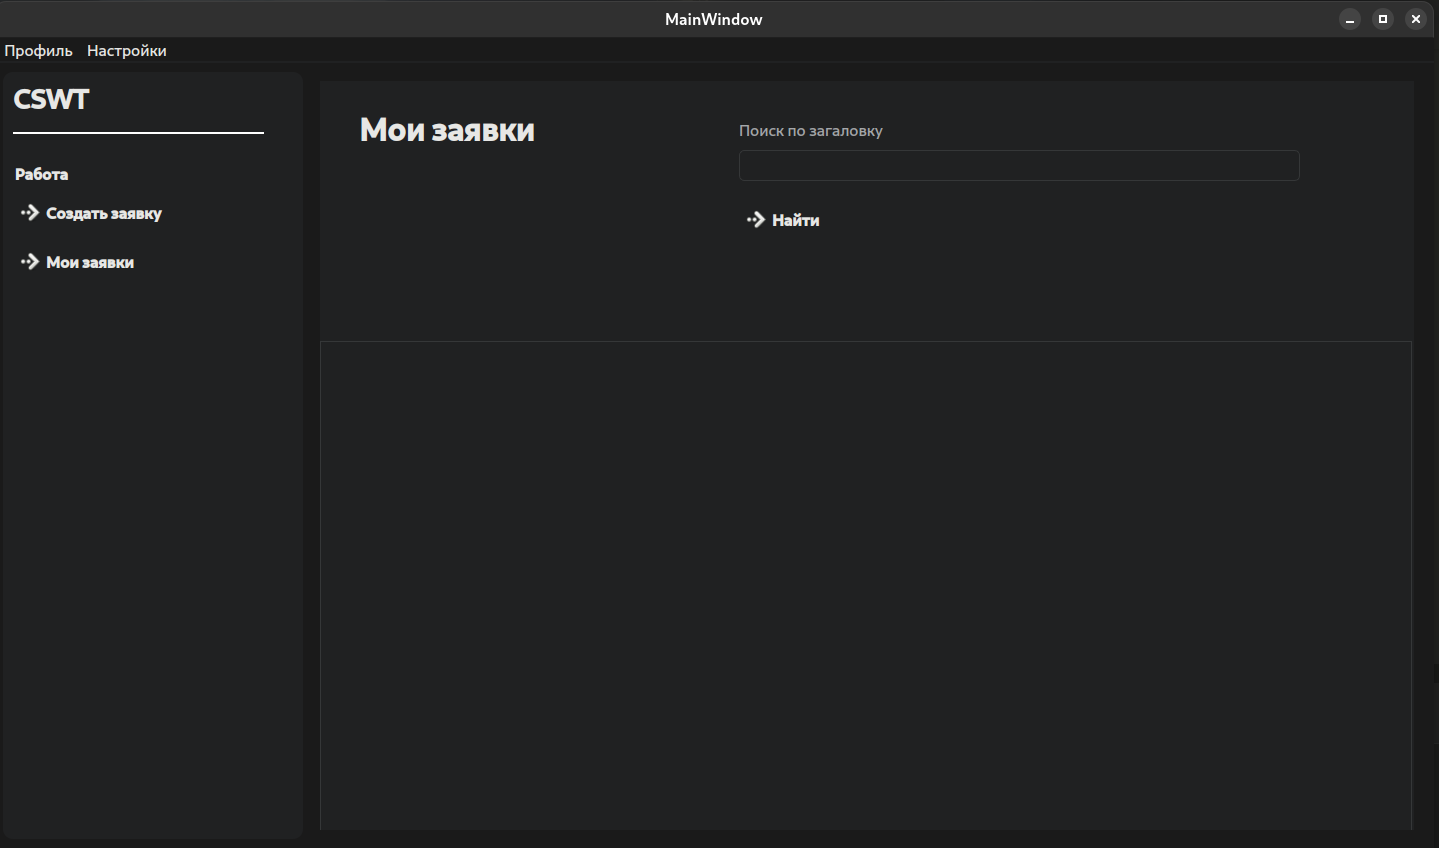 MainWindow
Профиль Настройки
CSWT
Работа
Создать заявку
Мои заявки
Мои заявки
Поиск по загаловку
Найти